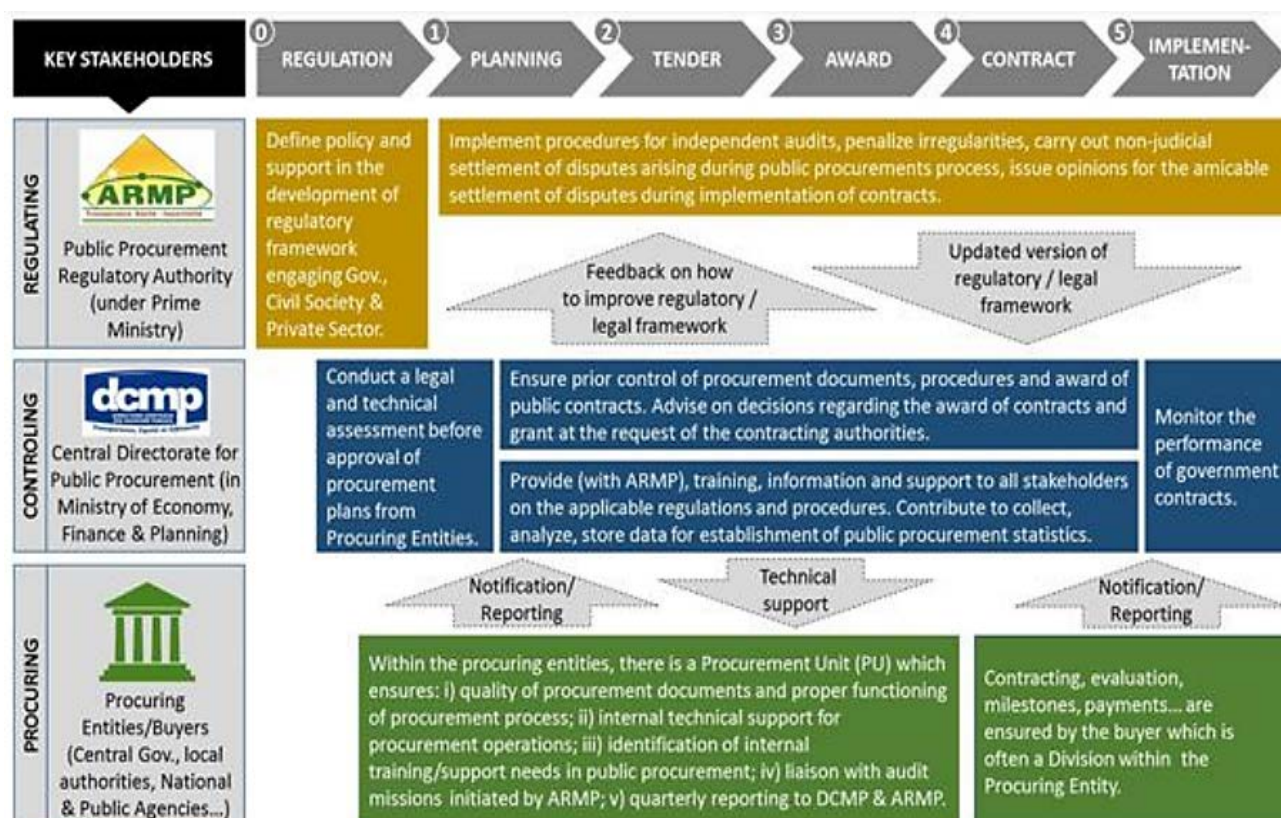 KEY STAKEHOLDERS
0
REGULATION
1
PLANNING
2
TENDER
3
AWARD
4
CONTRACT
5
IMPLEMEN-
TATION
REGULATING
ARMP
Public Procurement
Regulatory Authority
(under Prime
Ministry)
Define policy and
support in the
development of
regulatory
framework
engaging Gov.,
Civil Society &
Private Sector.
Implement procedures for independent audits, penalize irregularities, carry out non-judicial
settlement of disputes arising during public procurements process, issue opinions for the amicable
settlement of disputes during implementation of contracts.
Feedback on how
to improve regulatory /
legal framework
Updated version of
regulatory / legal
framework
CONTROLING
dcmp
Central Directorate for
Public Procurement (in
Ministry of Economy,
Finance & Planning)
Conduct a legal
and technical
assessment before
approval of
procurement
plans from
Procuring Entities.
Ensure prior control of procurement documents, procedures and award of
public contracts. Advise on decisions regarding the award of contracts and
grant at the request of the contracting authorities.
Provide (with ARMP), training, information and support to all stakeholders
on the applicable regulations and procedures. Contribute to collect,
analyze, store data for establishment of public procurement statistics.
Monitor the
performance
of government
contracts.
Notification/
Reporting
Technical
support
Notification/
Reporting
PROCURING
Procuring
Entities/Buyers
(Central Gov., local
authorities, National
& Public Agencies...)
Within the procuring entities, there is a Procurement Unit (PU) which
ensures: i) quality of procurement documents and proper functioning
of procurement process; ii) internal technical support for
procurement operations; iii) identification of internal
training/support needs in public procurement; iv) liaison with audit
missions initiated by ARMP; v) quarterly reporting to DCMP & ARMP.
Contracting, evaluation,
milestones, payments... are
ensured by the buyer which is
often a Division within the
Procuring Entity.